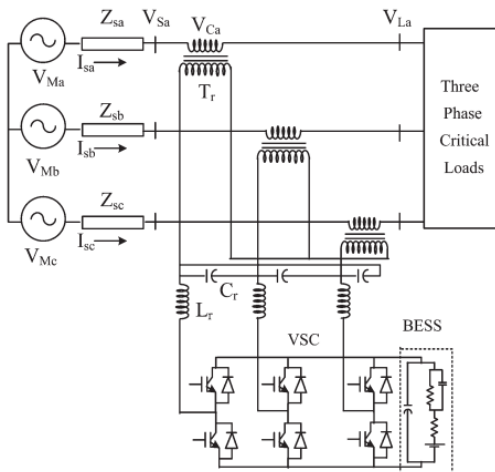 Z_sa
V_Sa
V_Ca
V_La
V_Ma
I_sa
T_r
Three
Phase
Critical
Loads
Z_sb
V_Mb
I_sb
Z_sc
V_Mc
I_sc
C_r
L_r
VSC
BESS